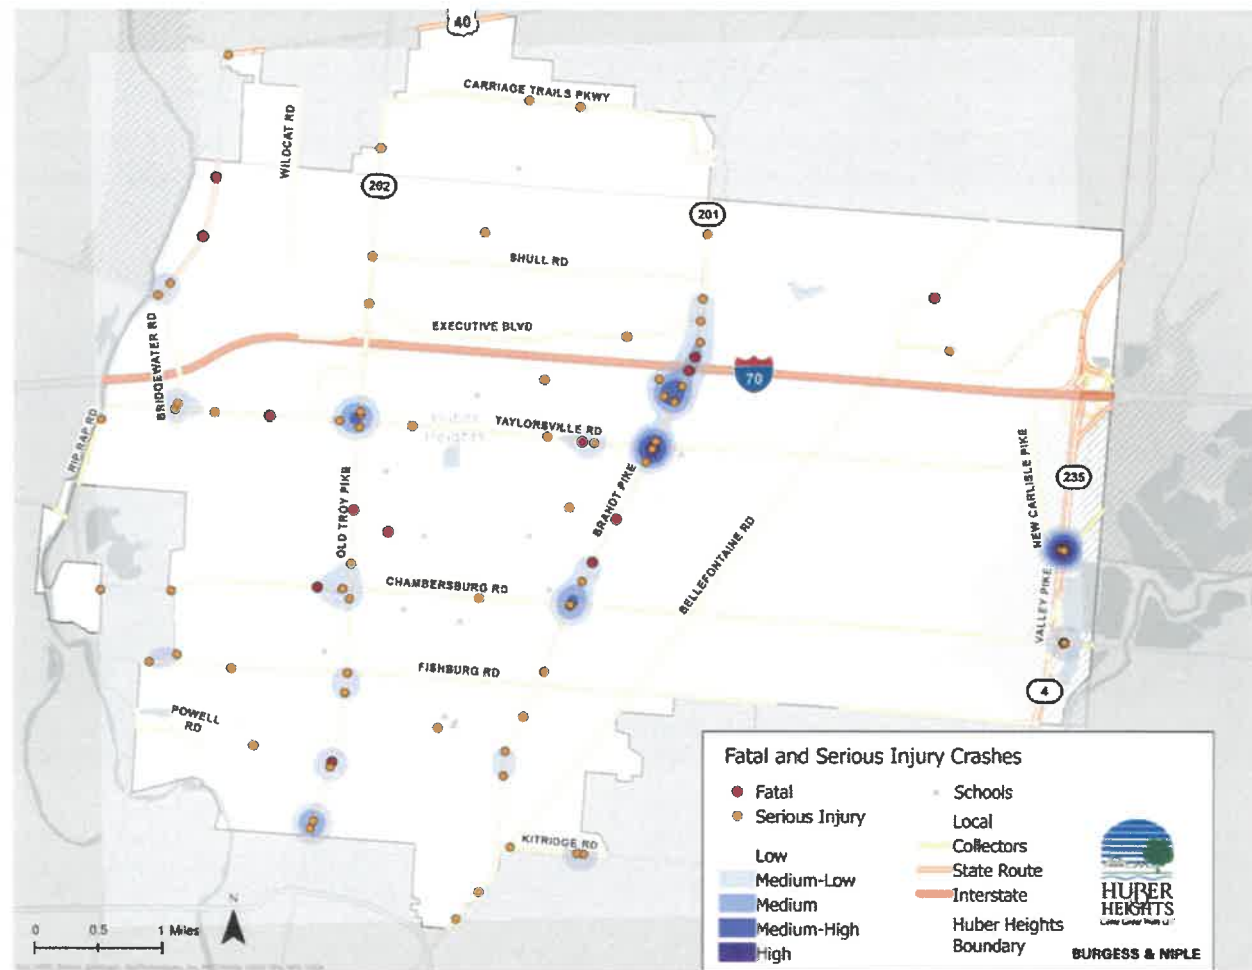 40
CARRIAGE TRAILS PKWY
WILDCAT RD
202
201
SHULL RD
EXECUTIVE BLVD
BRIDGEWATER RD
70
TAYLORSVILLE RD
Huber
Heights
RIP RAP RD
OLD TROY PIKE
BRANDT PIKE
NEW CARLISLE PIKE
235
BELLEFONTAINE RD
CHAMBERSBURG RD
VALLEY PIKE
FISHBURG RD
4
POWELL
RD
KITRIDGE RD
N
0 0.5 1 Miles
Fatal and Serious Injury Crashes
Fatal
Serious Injury
Low
Medium-Low
Medium
Medium-High
High
Schools
Local
Collectors
State Route
Interstate
Huber Heights
Boundary
HUBER
HEIGHTS
BURGESS & NIPLE